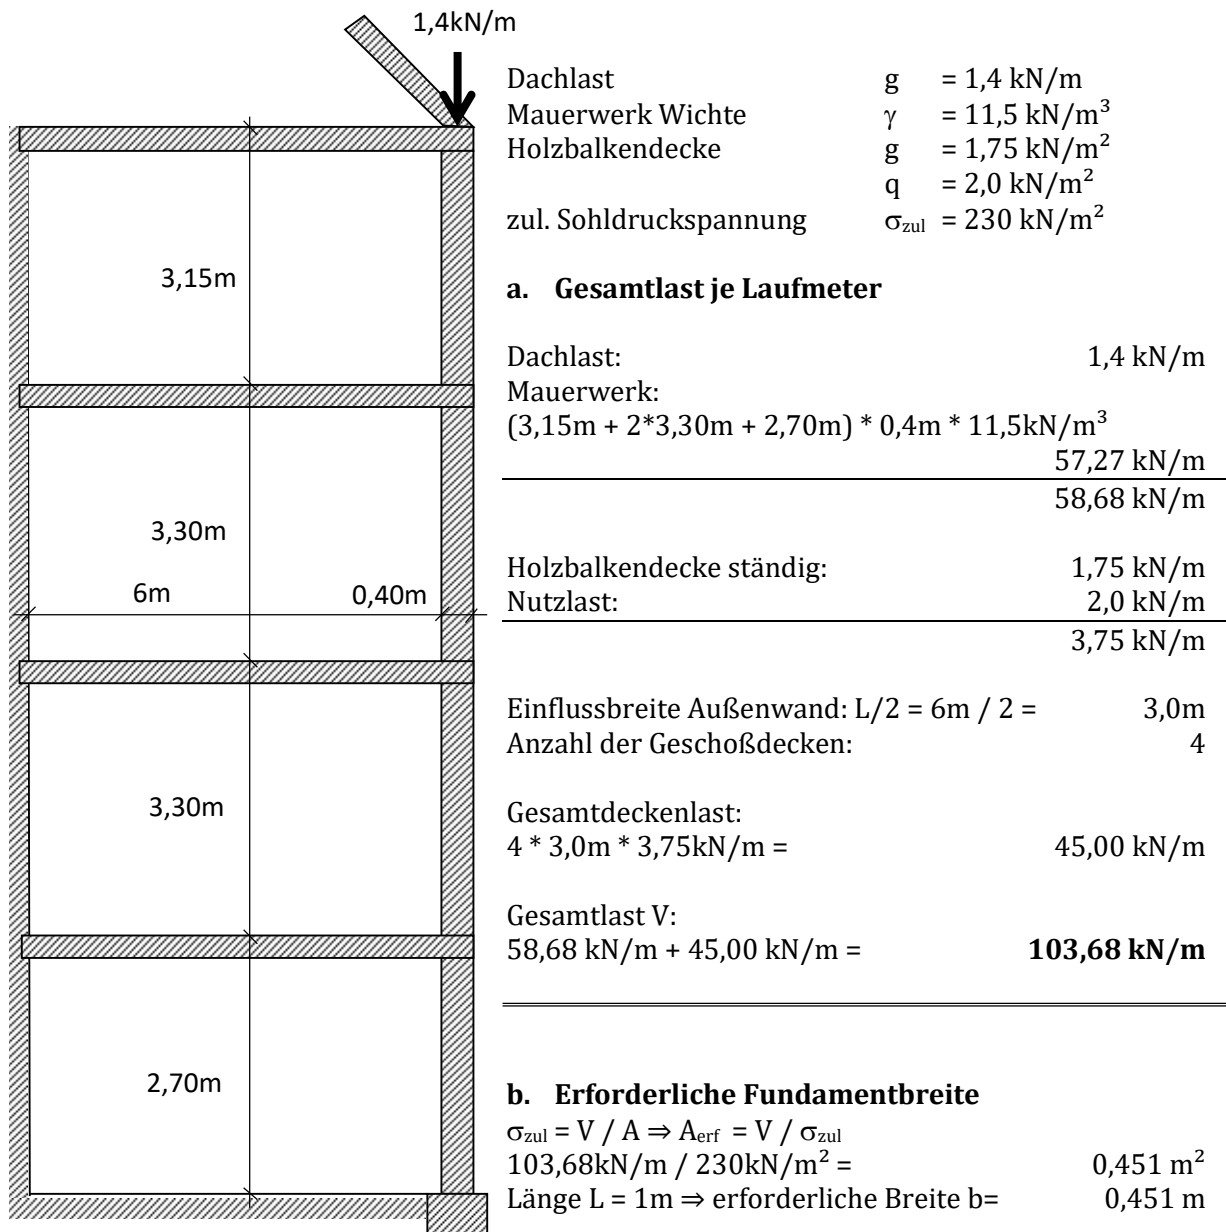 1,4kN/m
Dachlast g = 1,4 kN/m
Mauerwerk Wichte γ = 11,5 kN/m³
Holzbalkendecke g = 1,75 kN/m²
q = 2,0 kN/m²
zul. Sohldruckspannung σzul = 230 kN/m²
3,15m
a. Gesamtlast je Laufmeter
Dachlast: 1,4 kN/m
Mauerwerk:
(3,15m + 2*3,30m + 2,70m) * 0,4m * 11,5kN/m³
57,27 kN/m
58,68 kN/m
3,30m
6m 0,40m
Holzbalkendecke ständig: 1,75 kN/m
Nutzlast: 2,0 kN/m
3,75 kN/m
Einflussbreite Außenwand: L/2 = 6m / 2 = 3,0m
Anzahl der Geschoßdecken: 4
3,30m
Gesamtdeckenlast:
4 * 3,0m * 3,75kN/m = 45,00 kN/m
Gesamtlast V:
58,68 kN/m + 45,00 kN/m = 103,68 kN/m
2,70m
b. Erforderliche Fundamentbreite
σzul = V / A ⇒ Aerf = V / σzul
103,68kN/m / 230kN/m² = 0,451 m²
Länge L = 1m ⇒ erforderliche Breite b= 0,451 m